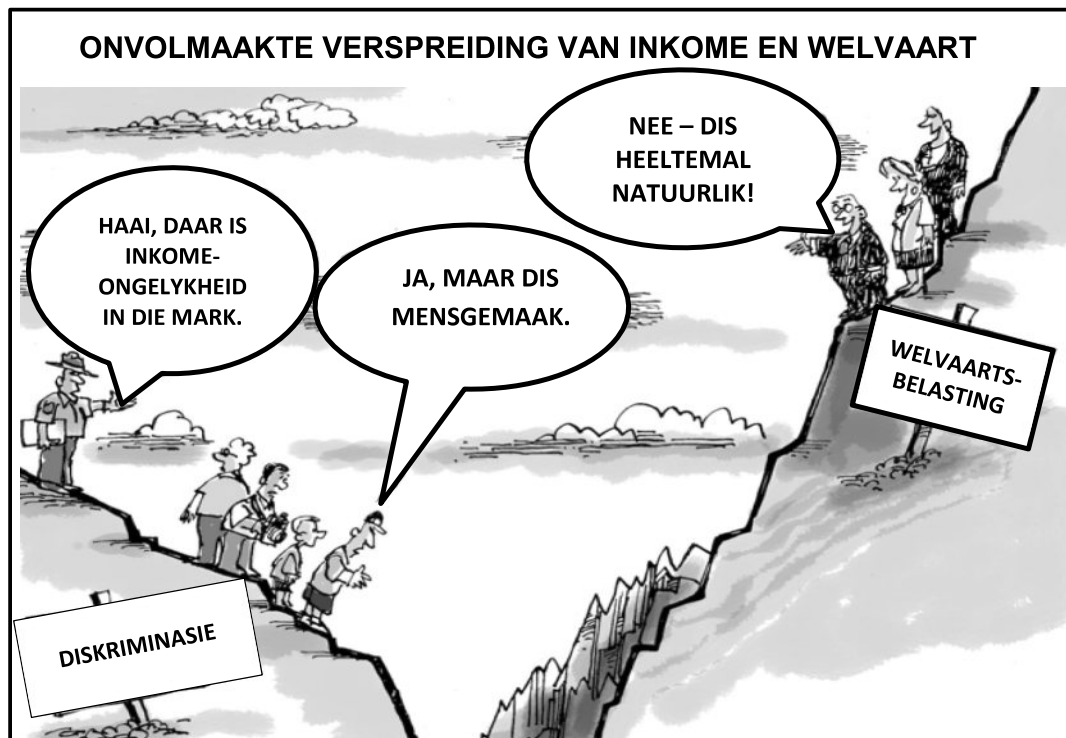 ONVOLMAAKTE VERSPREIDING VAN INKOME EN WELVAART
HAAI, DAAR IS
INKOME-
ONGELYKHEID
IN DIE MARK.
JA, MAAR DIS
MENSGEMAAK.
NEE – DIS
HEELTEMAL
NATUURLIK!
WELVAARTS-
BELASTING
DISKRIMINASIE